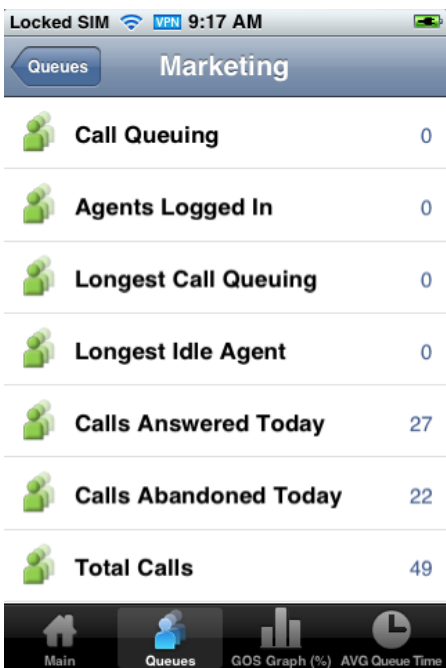 Locked SIM VPN 9:17 AM
Queues Marketing
Call Queuing 0
Agents Logged In 0
Longest Call Queuing 0
Longest Idle Agent 0
Calls Answered Today 27
Calls Abandoned Today 22
Total Calls 49
Main Queues GOS Graph (%) AVG Queue Time